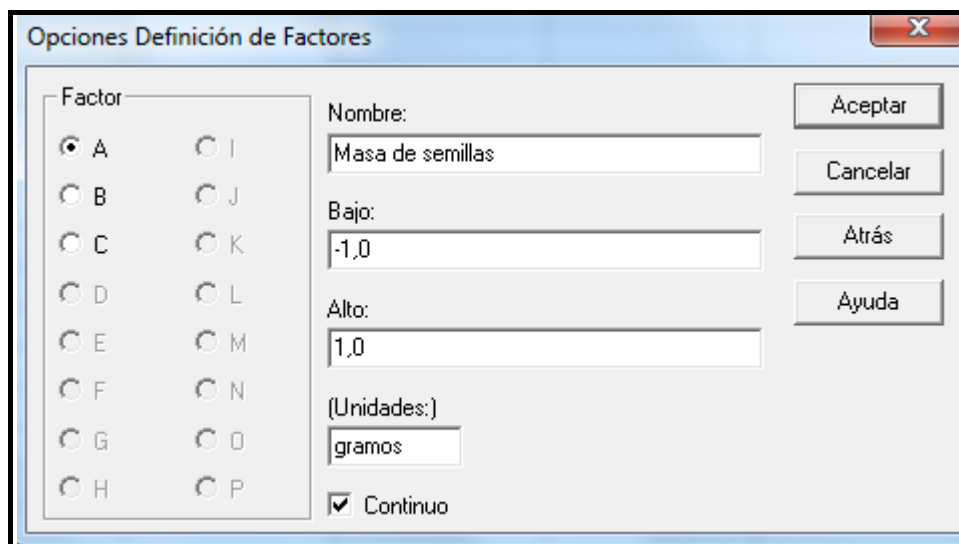 Opciones Definición de Factores
Factor
A I
B J
C K
D L
E M
F N
G O
H P
Nombre:
Masa de semillas
Bajo:
-1,0
Alto:
1,0
(Unidades:)
gramos
Continuo
Aceptar
Cancelar
Atrás
Ayuda